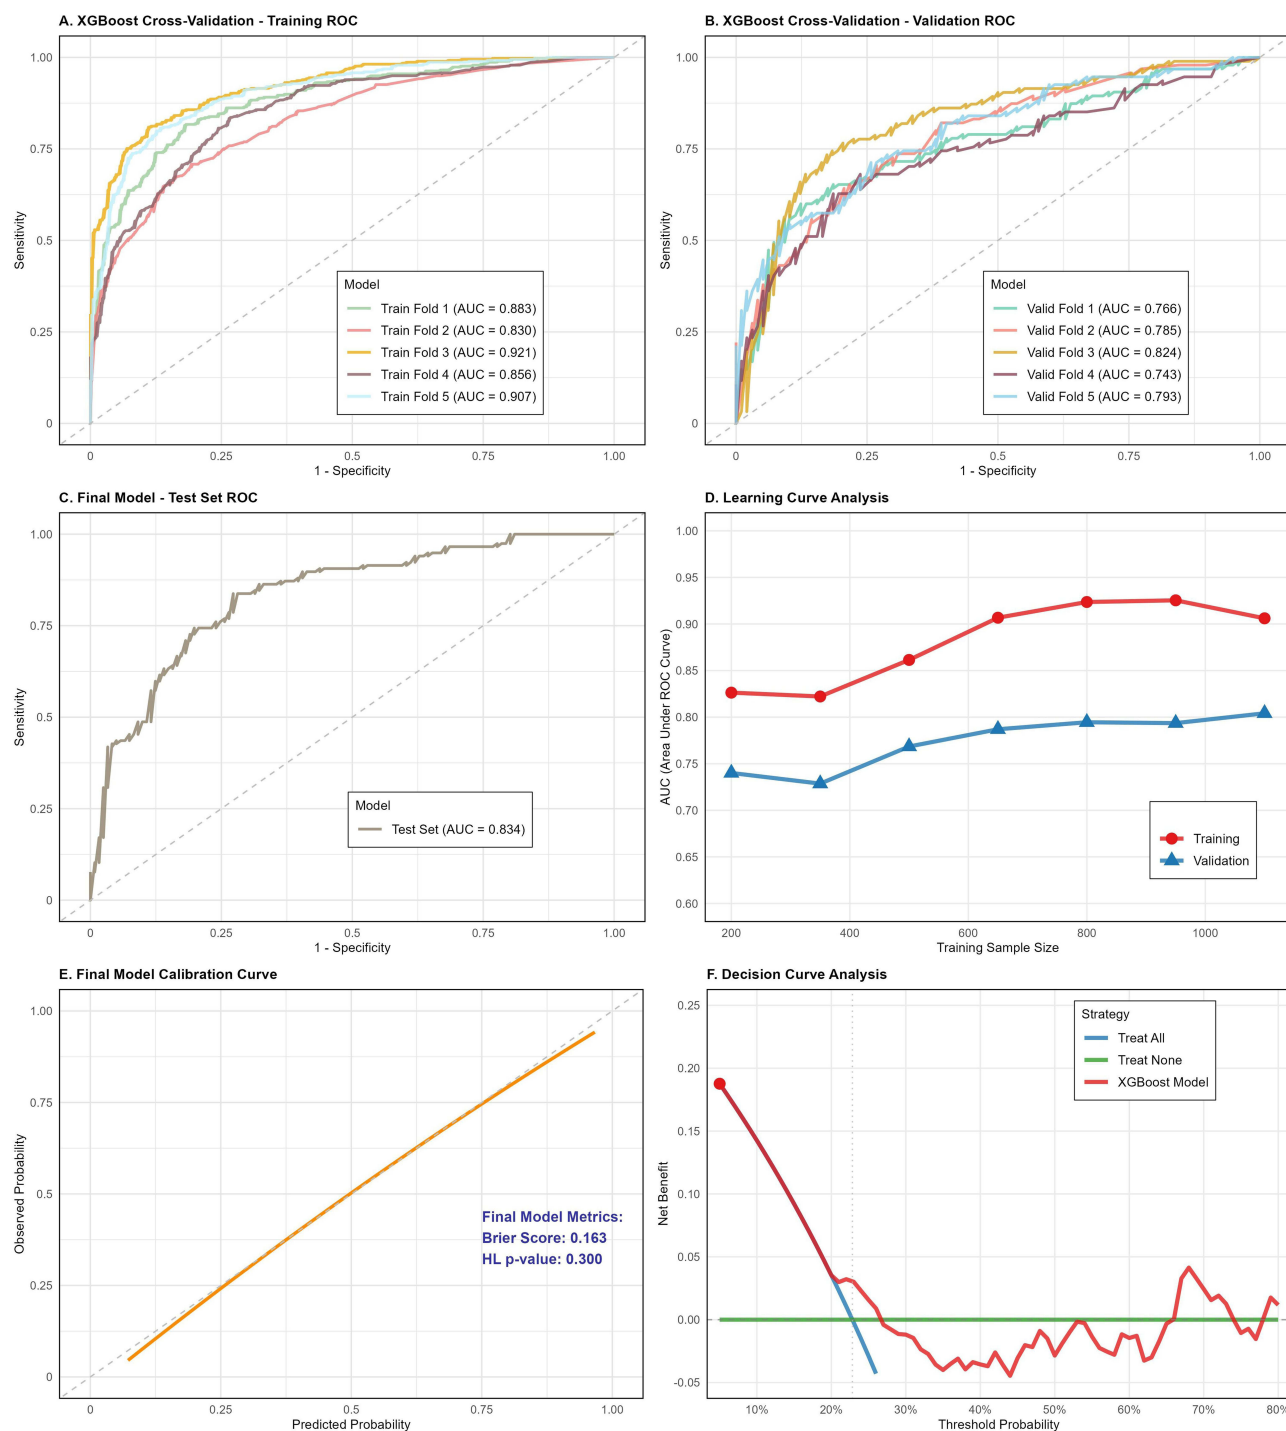 A. XGBoost Cross-Validation - Training ROC
1.00
0.75
0.5
0.25
0
Sensitivity
Model
Train Fold 1 (AUC = 0.883)
Train Fold 2 (AUC = 0.830)
Train Fold 3 (AUC = 0.921)
Train Fold 4 (AUC = 0.856)
Train Fold 5 (AUC = 0.907)
0 0.25 0.5 0.75 1.00
1 - Specificity
B. XGBoost Cross-Validation - Validation ROC
1.00
0.75
0.5
0.25
0
Sensitivity
Model
Valid Fold 1 (AUC = 0.766)
Valid Fold 2 (AUC = 0.785)
Valid Fold 3 (AUC = 0.824)
Valid Fold 4 (AUC = 0.743)
Valid Fold 5 (AUC = 0.793)
0 0.25 0.5 0.75 1.00
1 - Specificity
C. Final Model - Test Set ROC
1.00
0.75
0.5
0.25
0
Sensitivity
Model
Test Set (AUC = 0.834)
0 0.25 0.5 0.75 1.00
1 - Specificity
D. Learning Curve Analysis
1.00
0.95
0.90
0.85
0.80
0.75
0.70
0.65
0.60
AUC (Area Under ROC Curve)
Training
Validation
200 400 600 800 1000
Training Sample Size
E. Final Model Calibration Curve
1.00
0.75
0.5
0.25
0
Observed Probability
Final Model Metrics:
Brier Score: 0.163
HL p-value: 0.300
0 0.25 0.5 0.75 1.00
Predicted Probability
F. Decision Curve Analysis
0.25
0.20
0.15
0.10
0.05
0.00
-0.05
Net Benefit
Strategy
Treat All
Treat None
XGBoost Model
10% 20% 30% 40% 50% 60% 70% 80%
Threshold Probability